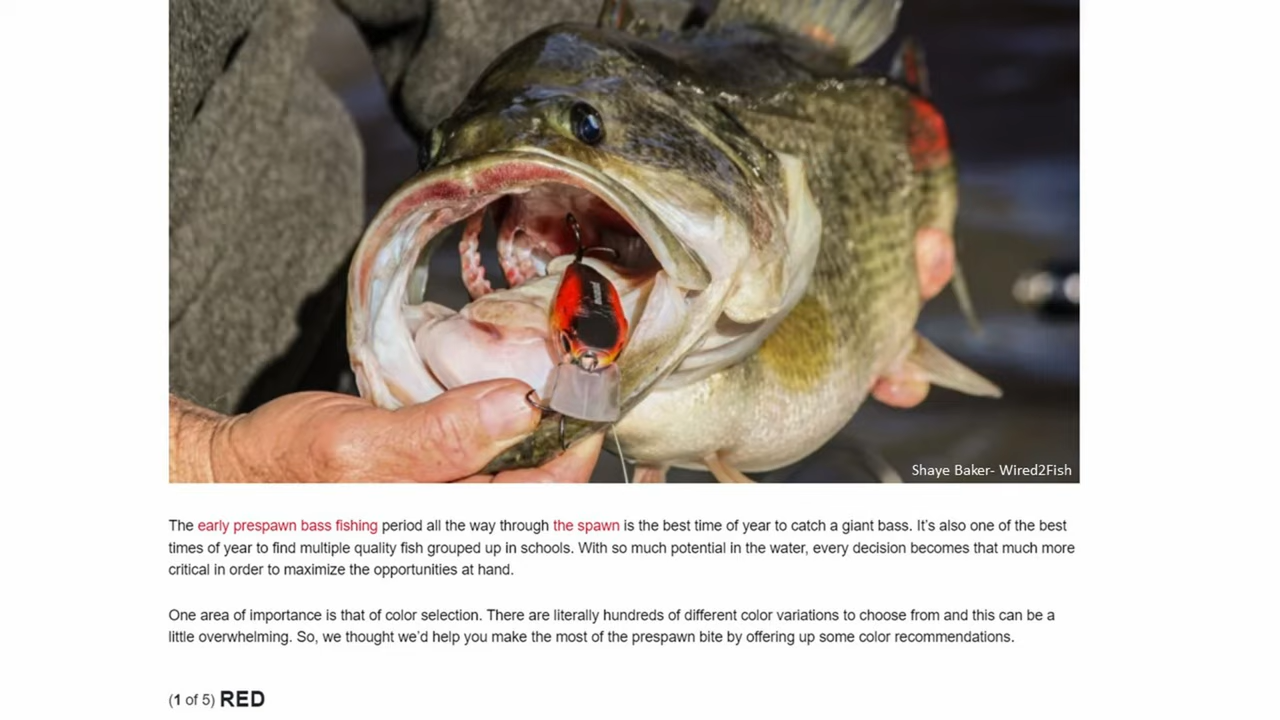 Shaye Baker- Wired2Fish
The early prespawn bass fishing period all the way through the spawn is the best time of year to catch a giant bass. It’s also one of the best
times of year to find multiple quality fish grouped up in schools. With so much potential in the water, every decision becomes that much more
critical in order to maximize the opportunities at hand.
One area of importance is that of color selection. There are literally hundreds of different color variations to choose from and this can be a
little overwhelming. So, we thought we’d help you make the most of the prespawn bite by offering up some color recommendations.
(1 of 5) RED